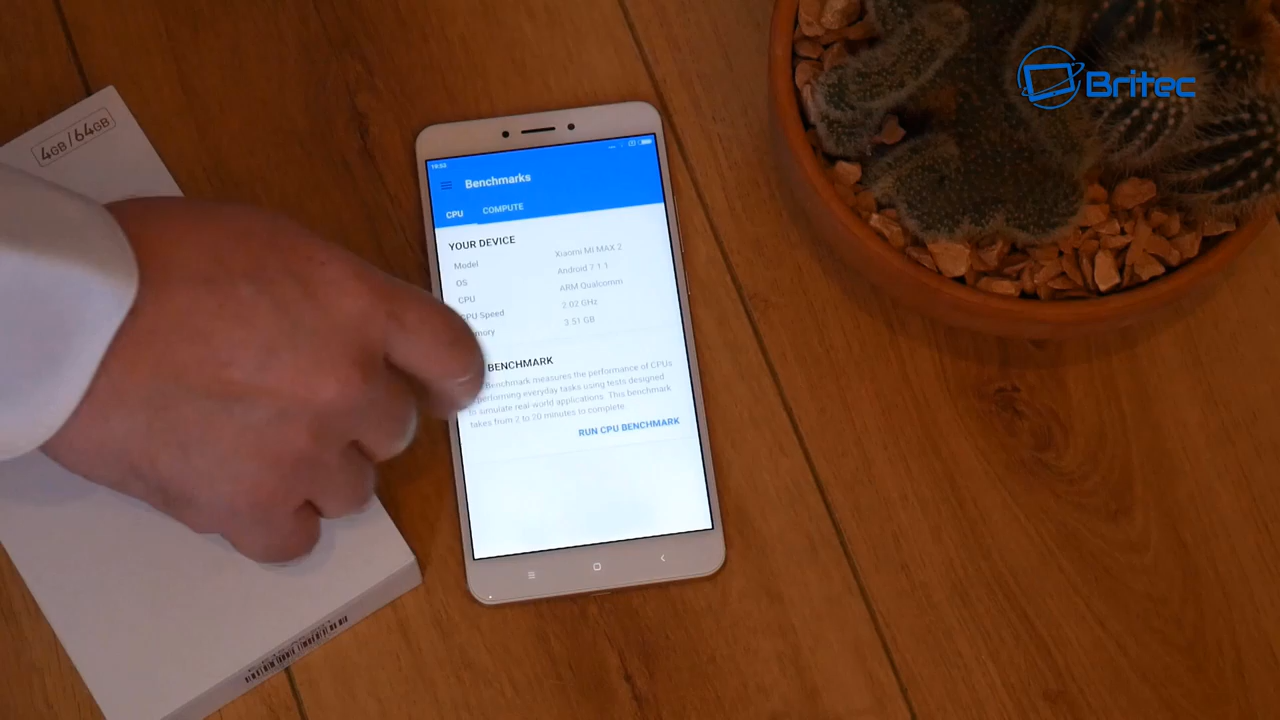 Britec
4GB/64GB
Benchmarks
CPU COMPUTE
YOUR DEVICE
Model Xiaomi MI MAX 2
OS Android 7.1.1
CPU ARM Qualcomm
Speed 2.02 GHz
3.51 GB
BENCHMARK
Benchmark measures the performance of CPUs
performing everyday tasks using tests designed
to simulate real-world applications. This benchmark
takes from 2 to 20 minutes to complete.
RUN CPU BENCHMARK